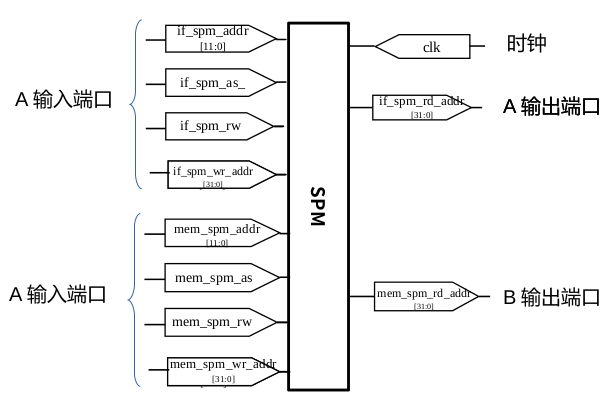 if_spm_addr
[11:0]
if_spm_as_
if_spm_rw
if_spm_wr_addr
[31:0]
A 输入端口
mem_spm_addr
[11:0]
mem_spm_as
mem_spm_rw
mem_spm_wr_addr
[31:0]
A 输入端口
SPM
clk
时钟
if_spm_rd_addr
[31:0]
A 输出端口
mem_spm_rd_addr
[31:0]
B 输出端口